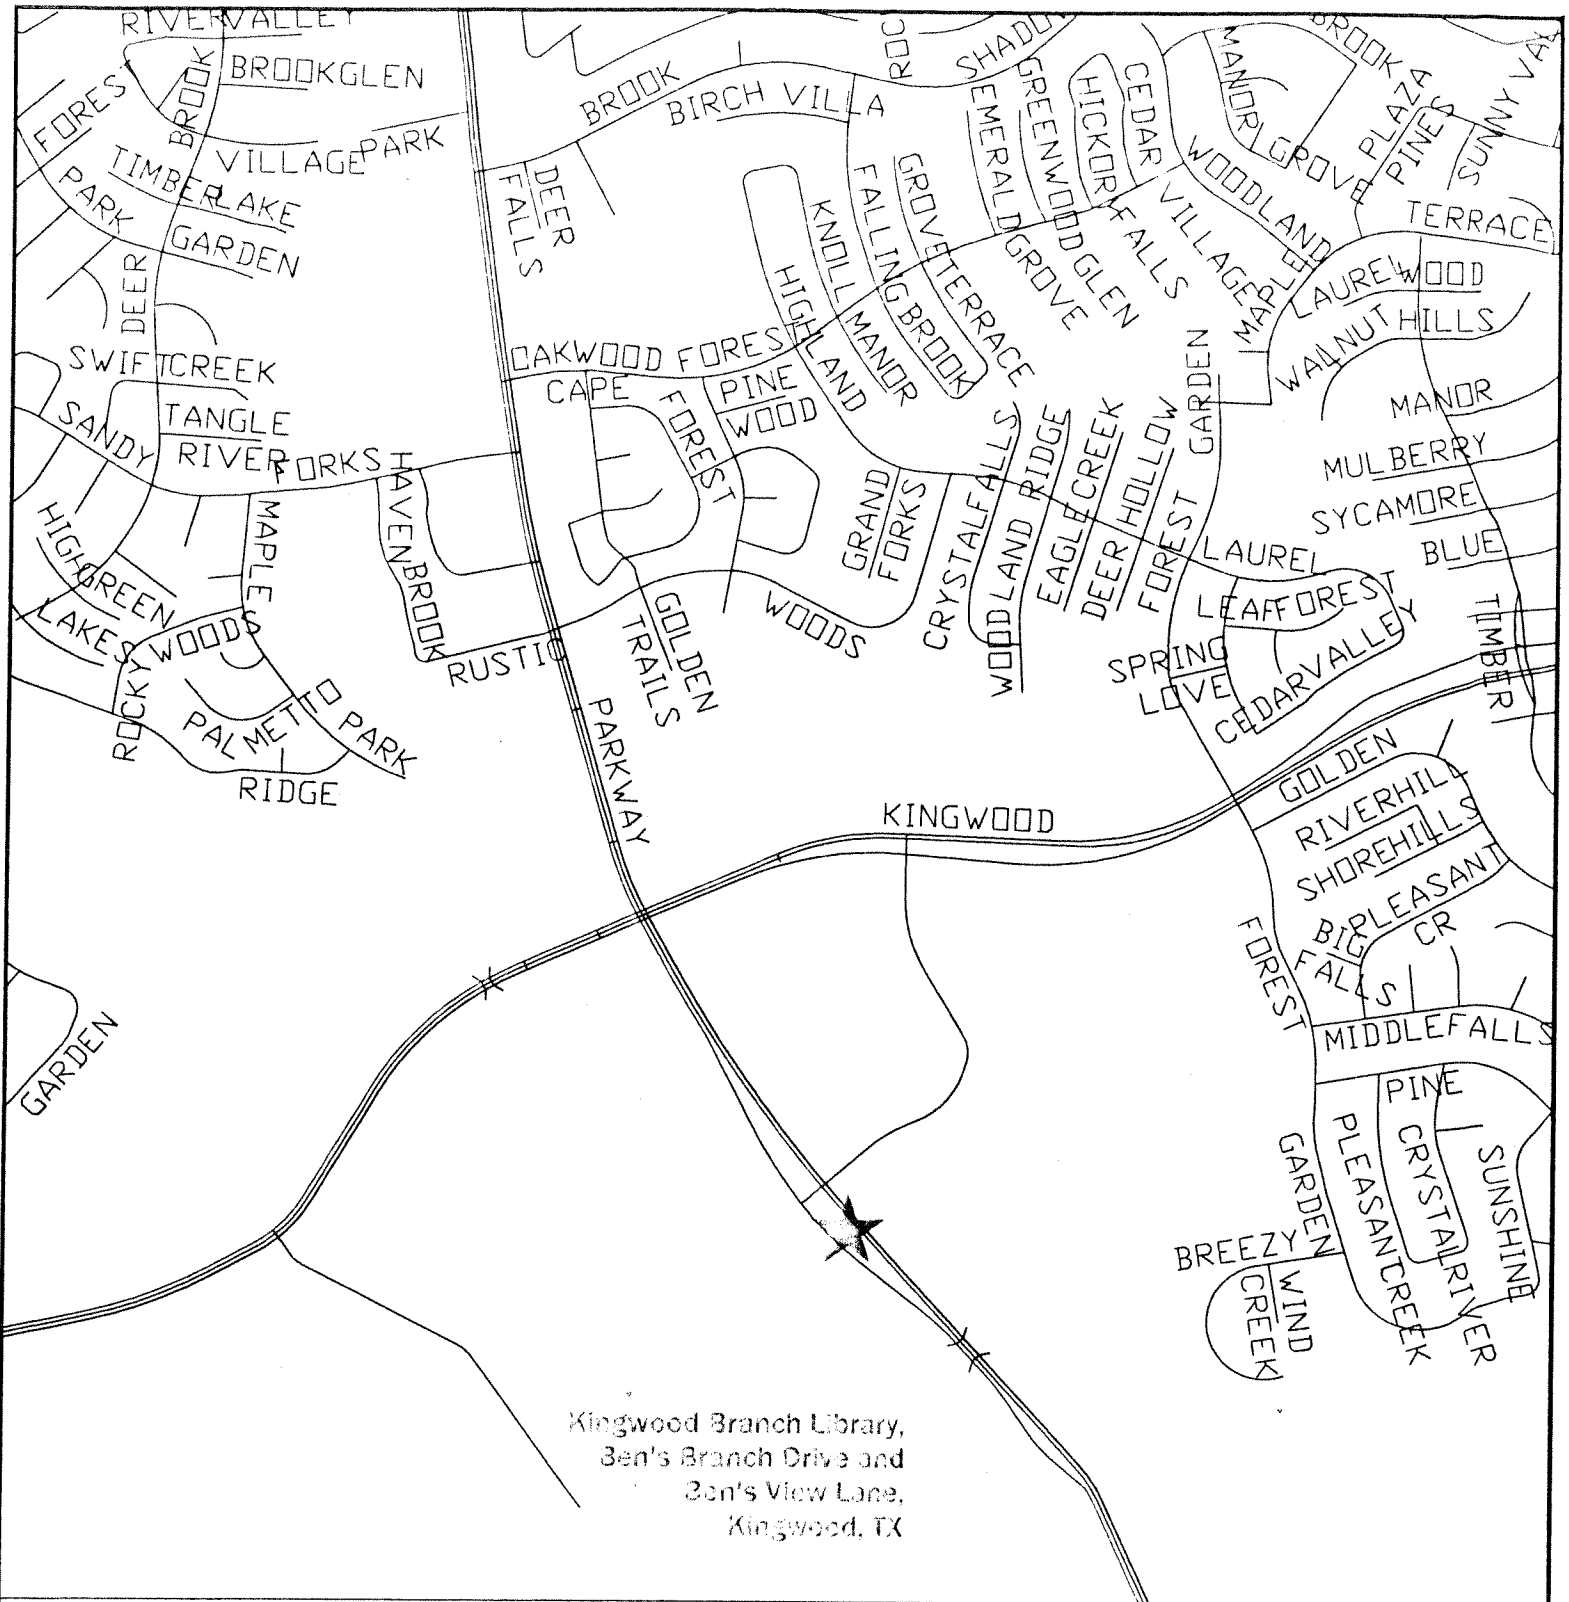 RIVERVALLEY
BROOKGLEN
FOREST
BROOK
VILLAGE PARK
TIMBERLAKE
PARK
GARDEN
DEER
SWIFTCREEK
TANGLE
RIVER
SANDY FORKS
HAVENBROOK
MAPLE
HIGH
GREEN
LAKES
WOODS
ROCKY
PALMETTO
PARK
RIDGE
GARDEN
BROOK
BIRCH VILLA
DEER
FALLS
SHADOW
EMERALD GROVE
GREENWOOD GLEN
HICKORY FALLS
CEDAR VILLAGE
MANOR
GROVE
BROOK
PLAZA
PINES
SUNNY VAL
WOODLAND
TERRACE
MAPLE
LAURELWOOD
WALNUT HILLS
FALLINGBROOK
GROVETERRACE
KNOLL MANOR
HIGHLAND
OAKWOOD FOREST
CAPE
FOREST
PINE
WOOD
GARDEN
MANOR
MULBERRY
SYCAMORE
BLUE
TIMBER
GRAND
FORKS
CRYSTALFALLS
WOODLAND RIDGE
EAGLECREEK
DEER HOLLOW
FOREST
LAUREL
LEAFFOREST
CEDARVALLEY
SPRING
LOVE
WOODS
GOLDEN
TRAILS
RUSTIC
PARKWAY
KINGWOOD
GOLDEN
RIVERHILL
SHOREHILLS
PLEASANT
CR
BIG
FALLS
FOREST
MIDDLEFALLS
PINE
GARDEN
PLEASANTCREEK
CRYSTALRIVER
SUNSHINE
BREEZY
WIND
CREEK
Kingwood Branch Library,
Ben's Branch Drive and
Ben's View Lane,
Kingwood, TX